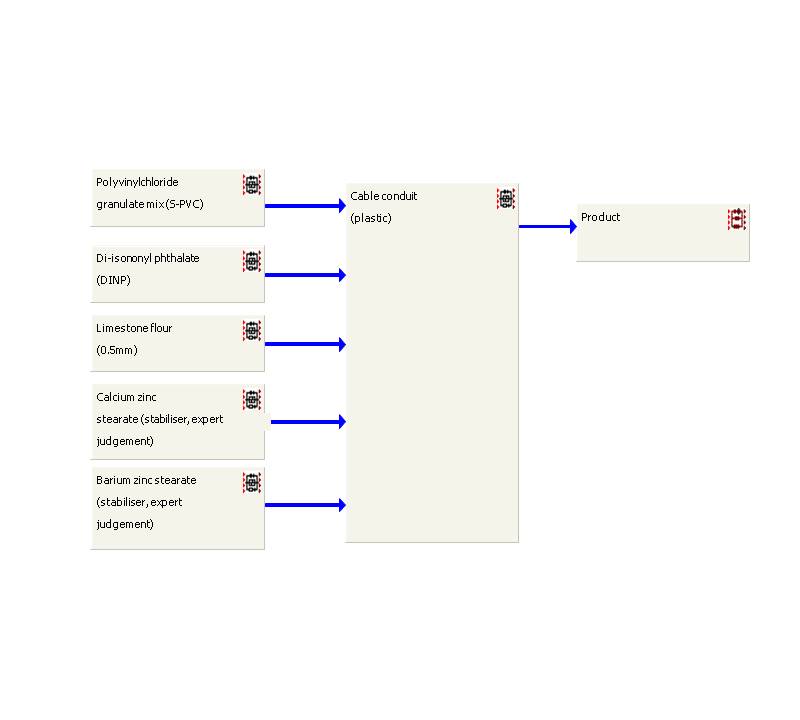 Polyvinylchloride
granulate mix (S-PVC)
Di-isononyl phthalate
(DINP)
Limestone flour
(0.5mm)
Calcium zinc
stearate (stabiliser, expert
judgement)
Barium zinc stearate
(stabiliser, expert
judgement)
Cable conduit
(plastic)
Product